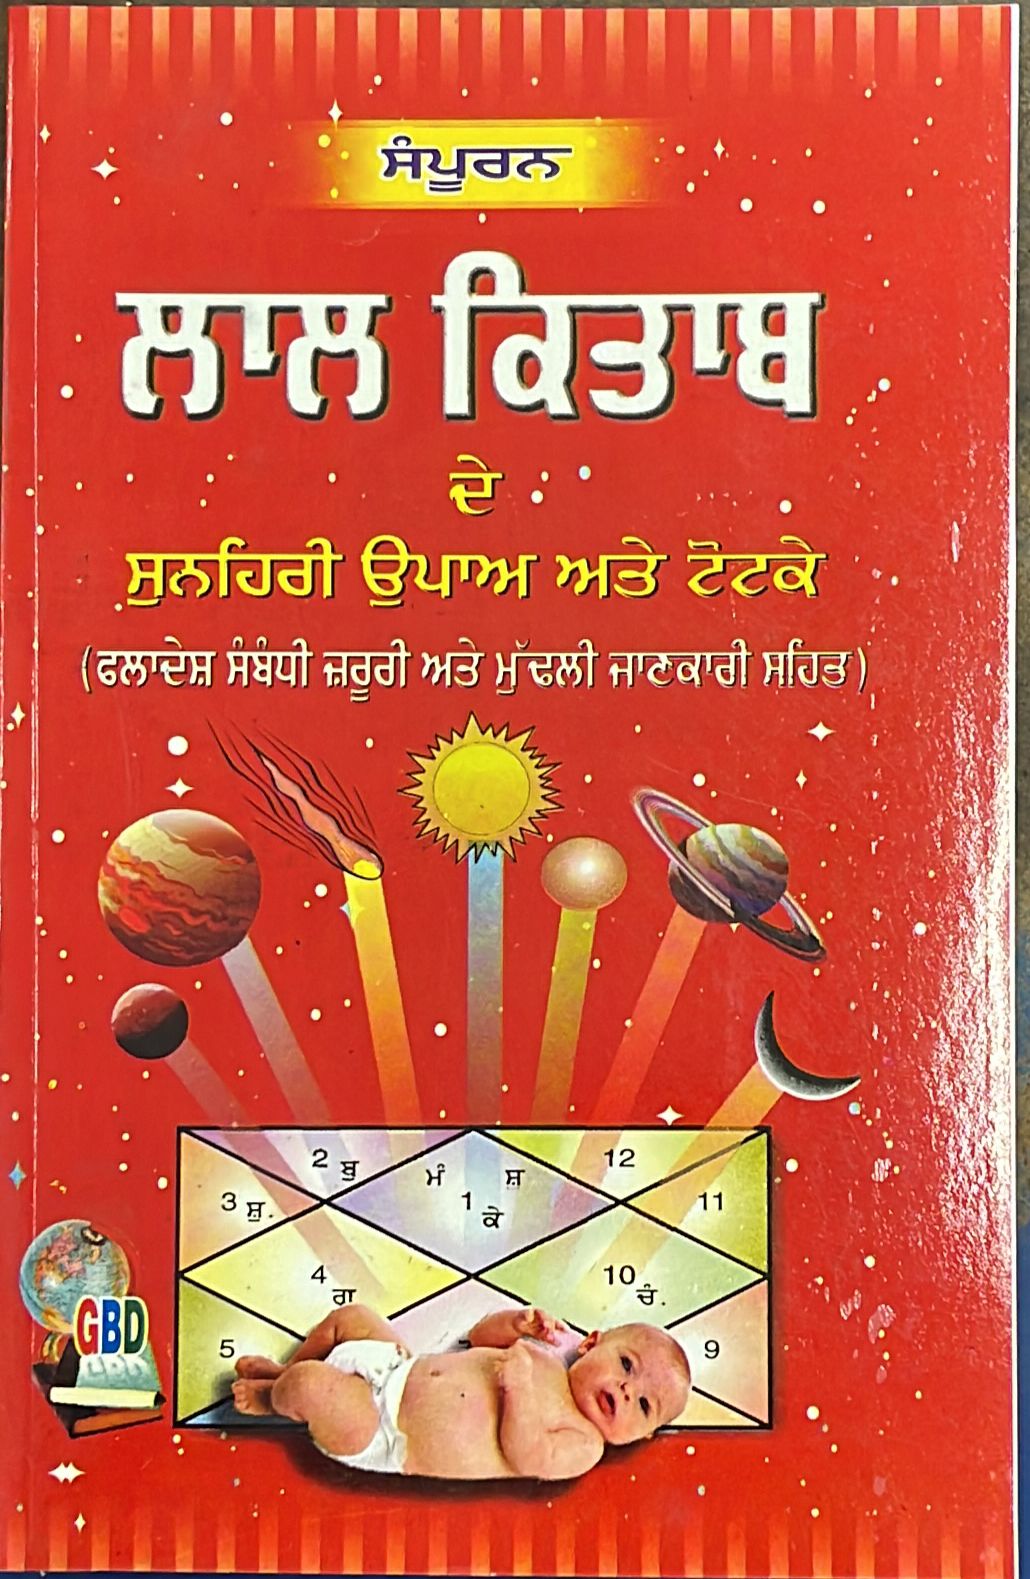 ਸੰਪੂਰਨ
ਲਾਲ ਕਿਤਾਬ
ਦੇ
ਸੁਨਹਿਰੀ ਉਪਾਅ ਅਤੇ ਟੋਟਕੇ
(ਫਲਾਦੇਸ਼ ਸੰਬੰਧੀ ਜ਼ਰੂਰੀ ਅਤੇ ਮੁੱਢਲੀ ਜਾਣਕਾਰੀ ਸਹਿਤ)
2 ਬੁ ਮੰ ਸ਼ 12
3 ਸ਼ੁ. 1 ਕੇ 11
4 ਰਾ 10 ਚੰ.
5 9
GBD